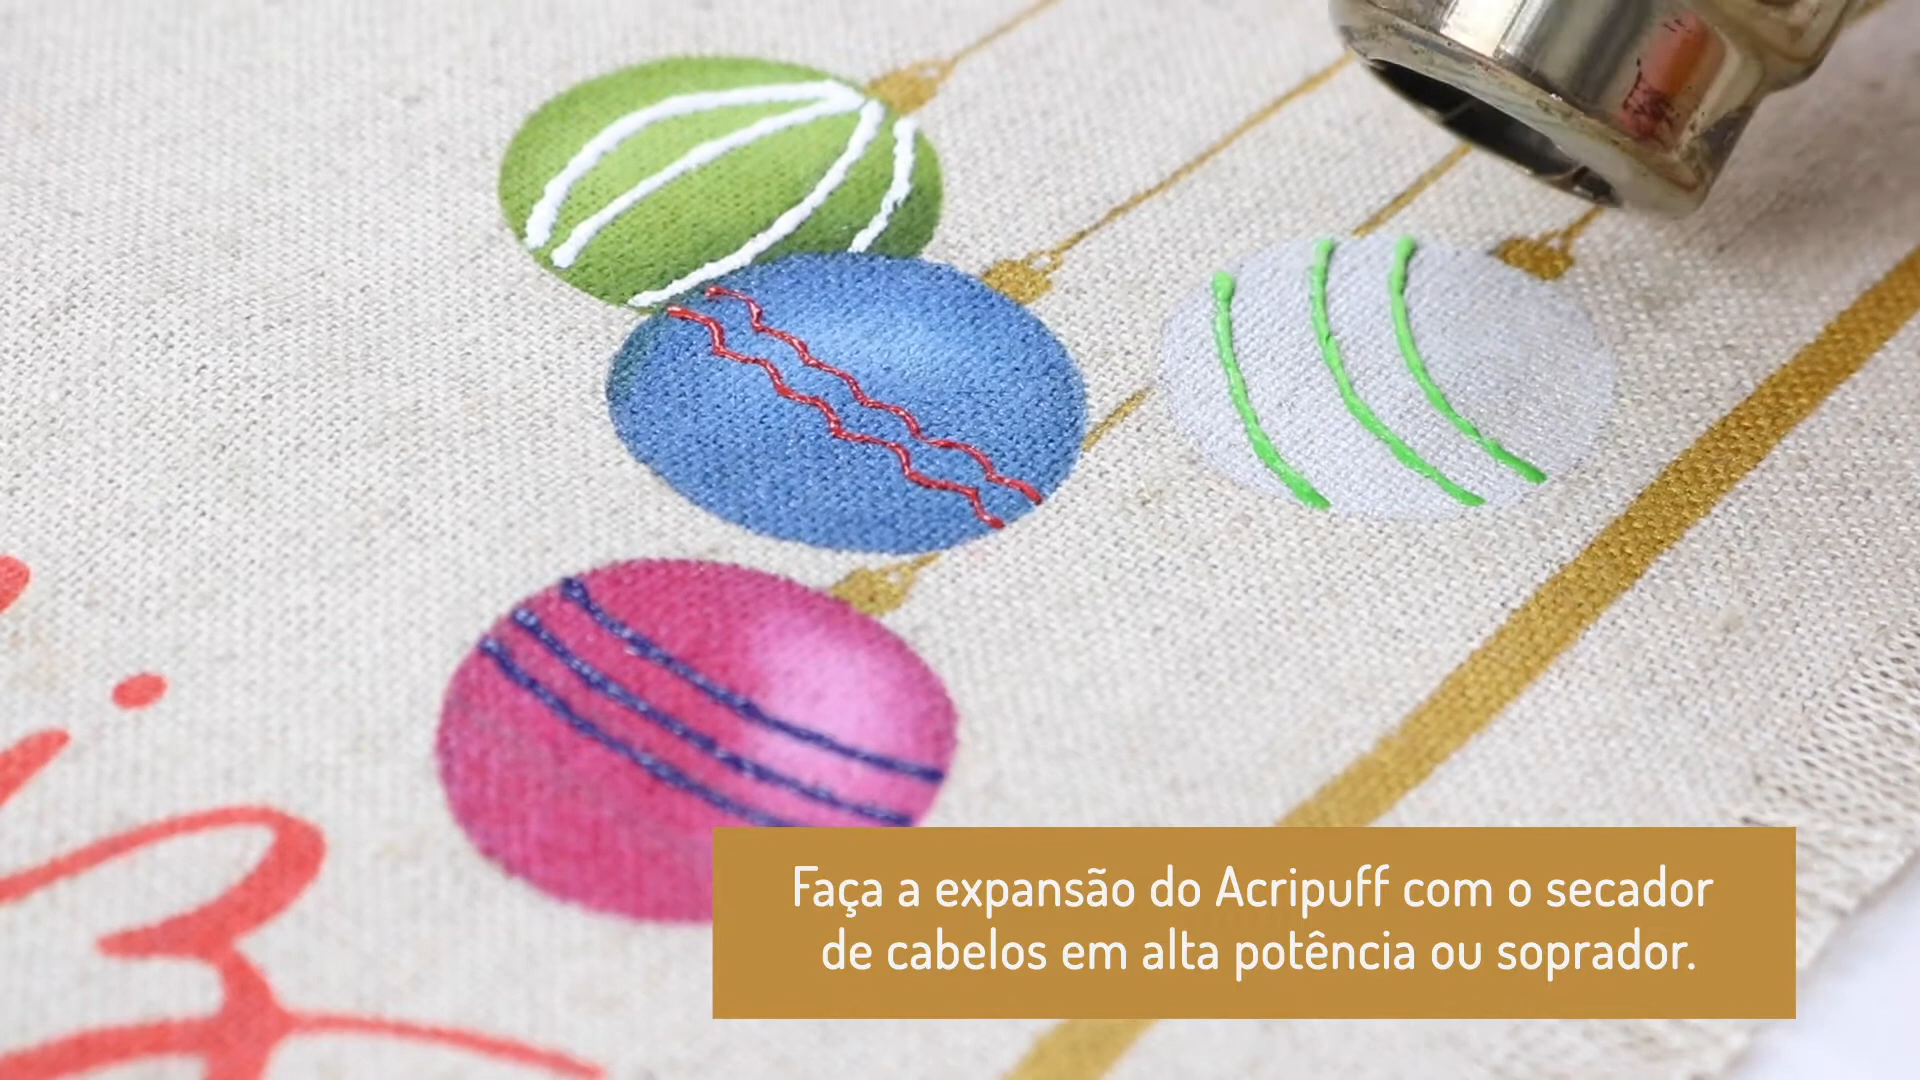 Faça a expansão do Acripuff com o secador
de cabelos em alta potência ou soprador.